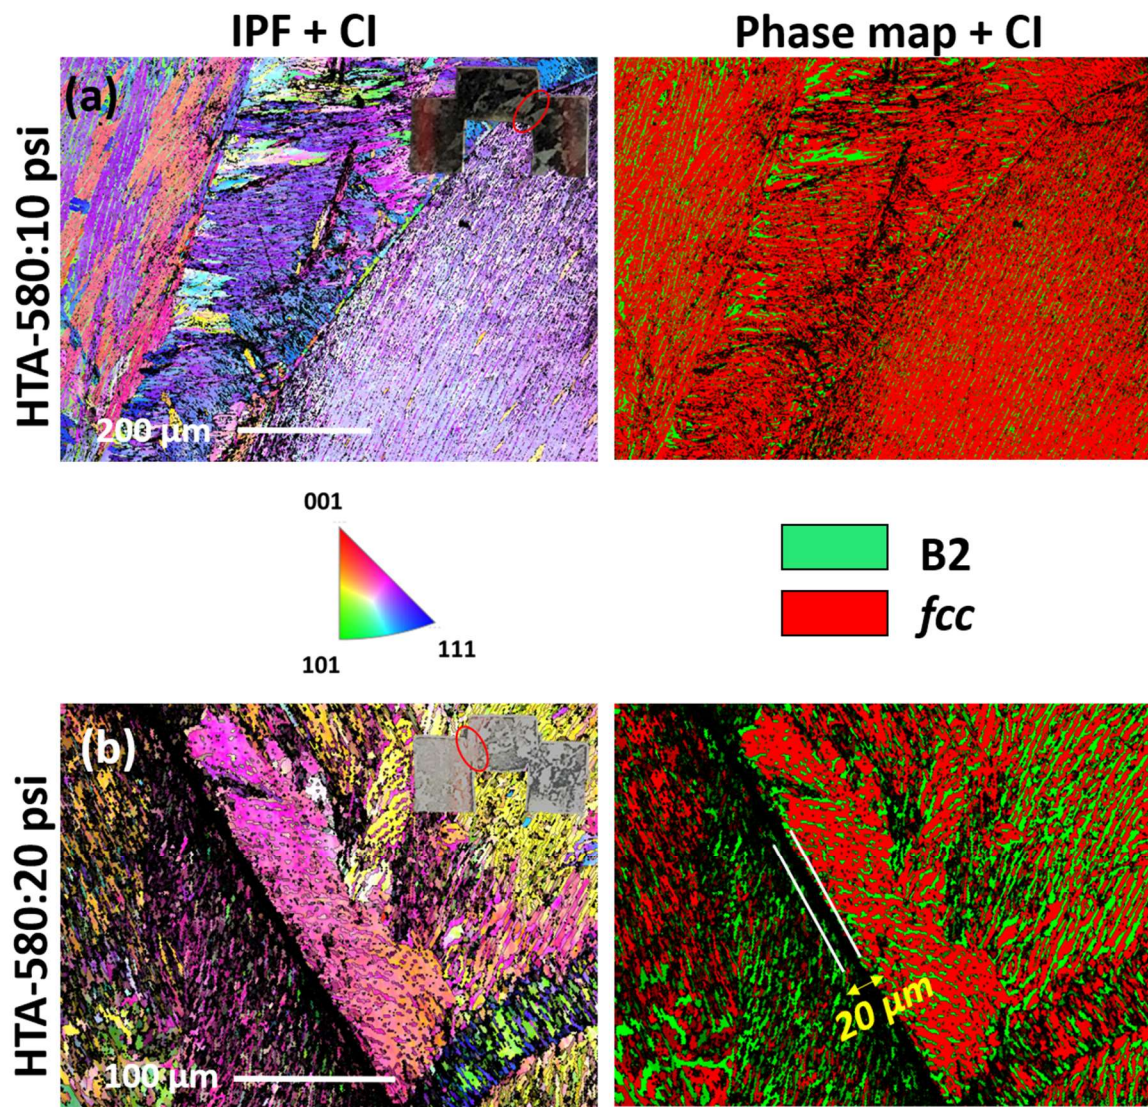 IPF + CI
Phase map + CI
HTA-580:10 psi
(a)
200 µm
001
101
111
B2
fcc
HTA-580:20 psi
(b)
100 µm
20 µm